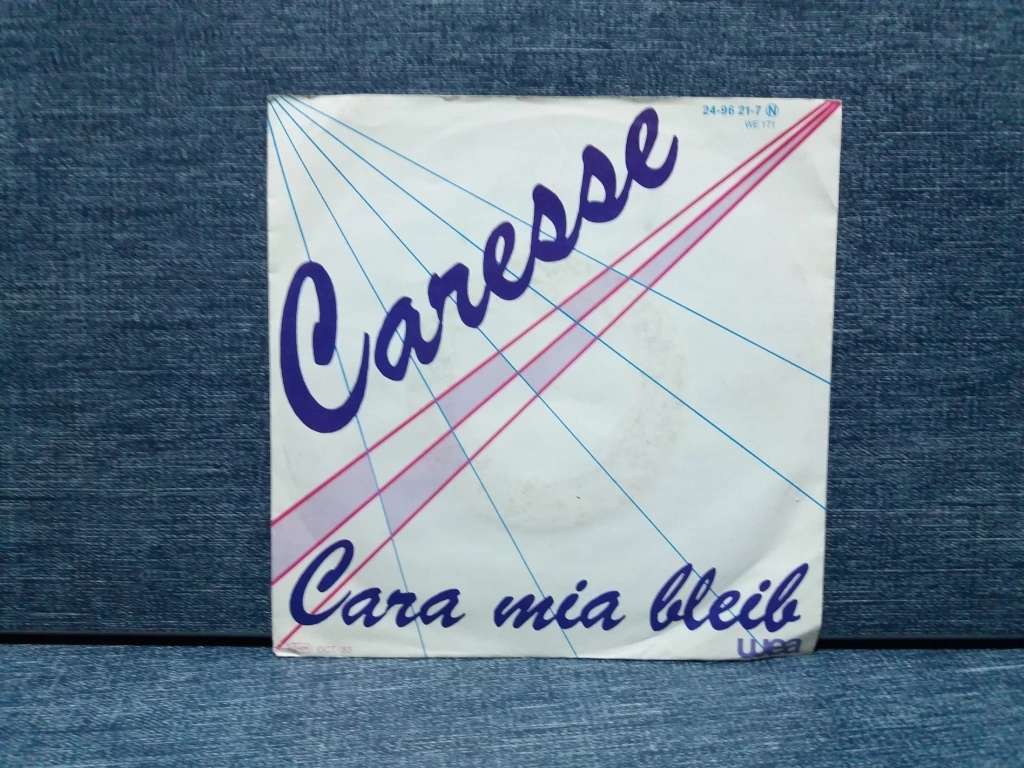 24-96 21-7 N
WE 171
Caresse
Cara mia bleib
wea
OCT '83